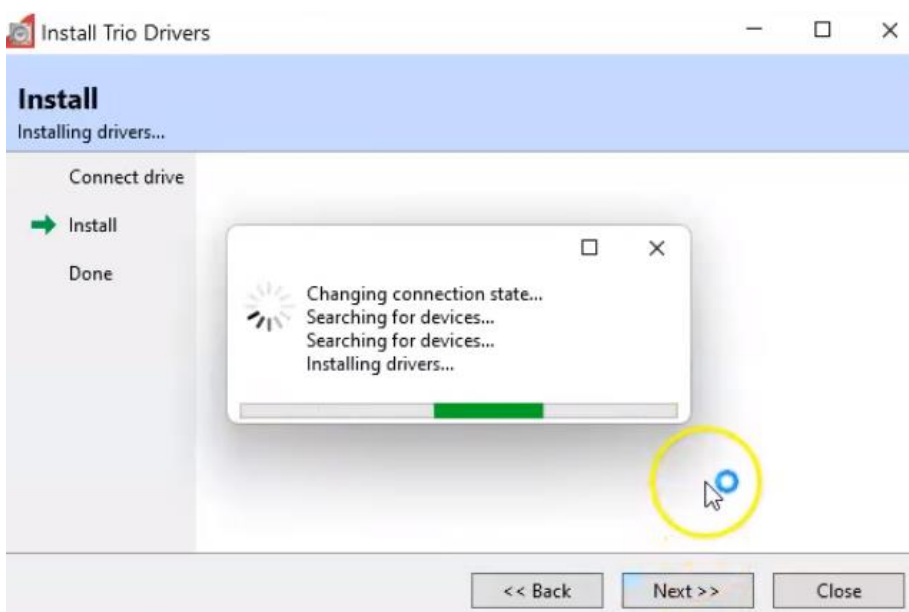 Install Trio Drivers
Install
Installing drivers...
Connect drive
Install
Done
Changing connection state...
Searching for devices...
Searching for devices...
Installing drivers...
<< Back
Next >>
Close